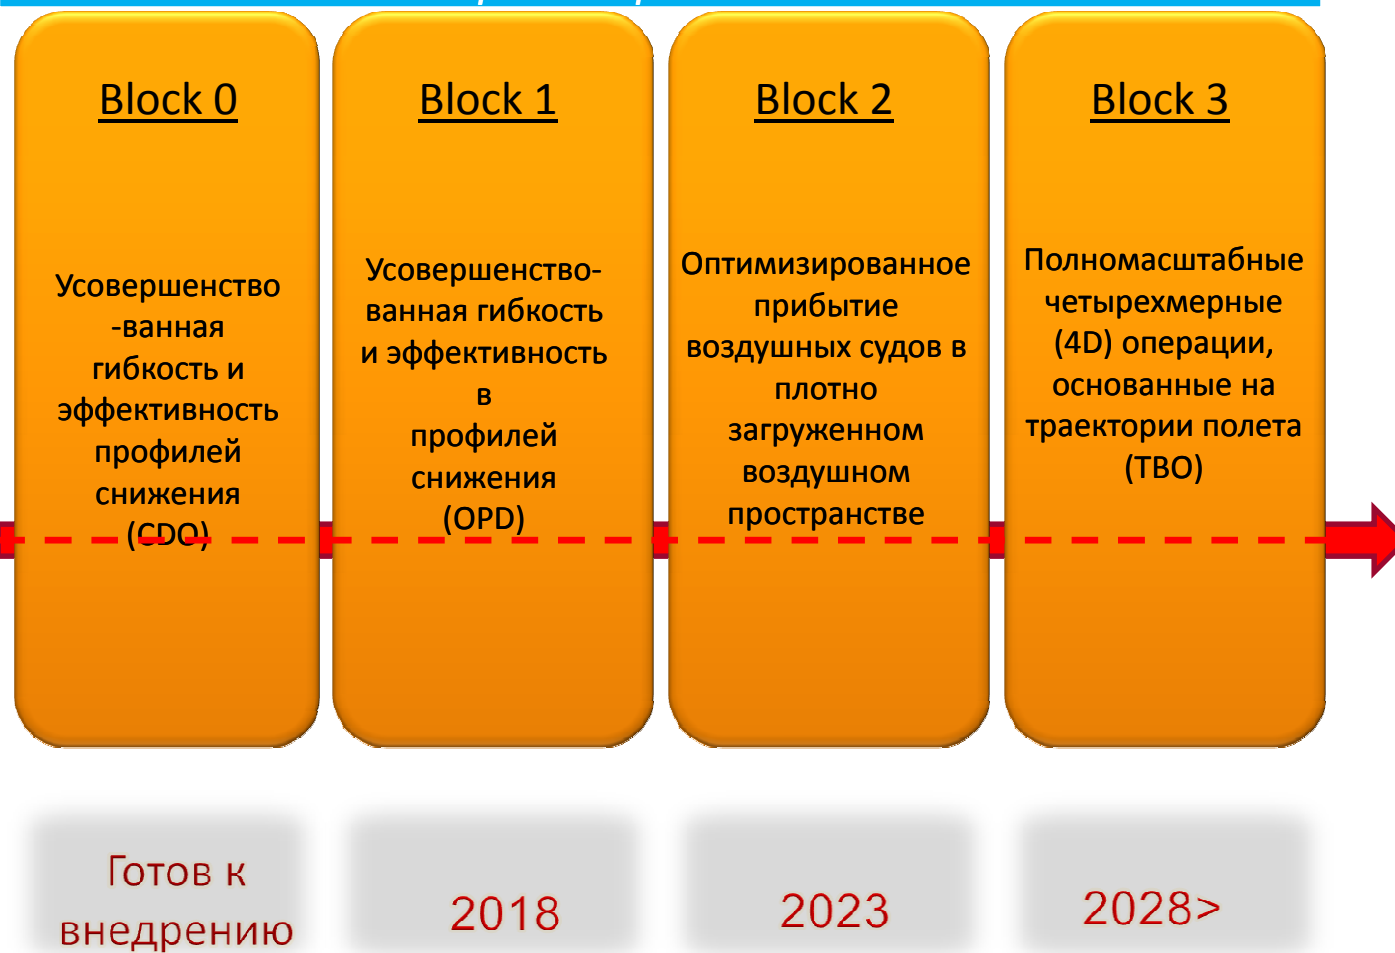 Block 0
Усовершенство
-ванная
гибкость и
эффективность
профилей
снижения
(CDO)
Block 1
Усовершенство-
ванная гибкость
и эффективность
в
профилей
снижения
(OPD)
Block 2
Оптимизированное
прибытие
воздушных судов в
плотно
загруженном
воздушном
пространстве
Block 3
Полномасштабные
четырехмерные
(4D) операции,
основанные на
траектории полета
(TBO)
Готов к
внедрению
2018
2023
2028>